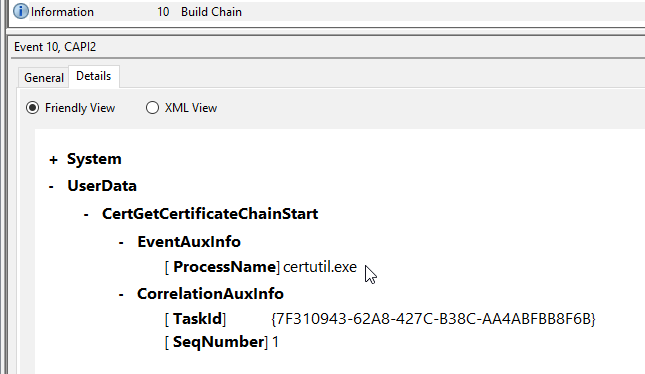 Information 10 Build Chain
Event 10, CAPI2
General Details
Friendly View XML View
+ System
- UserData
- CertGetCertificateChainStart
- EventAuxInfo
[ ProcessName] certutil.exe
- CorrelationAuxInfo
[ TaskId] {7F310943-62A8-427C-B38C-AA4ABFBB8F6B}
[ SeqNumber] 1